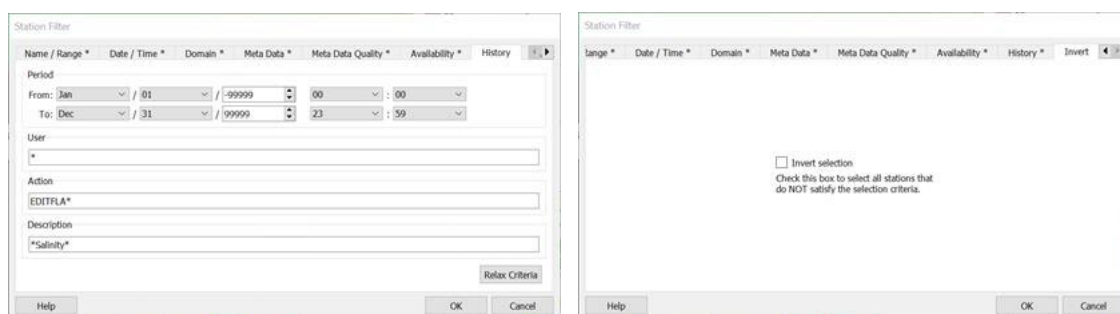 Station Filter
Name / Range * Date / Time * Domain * Meta Data * Meta Data Quality * Availability * History
Period
From: Jan / 01 / -99999 00 : 00
To: Dec / 31 / 99999 23 : 59
User
*
Action
EDITFLA*
Description
*Salinity*
Relax Criteria
Help OK Cancel
Station Filter
lange * Date / Time * Domain * Meta Data * Meta Data Quality * Availability * History * Invert
Invert selection
Check this box to select all stations that
do NOT satisfy the selection criteria.
Help OK Cancel